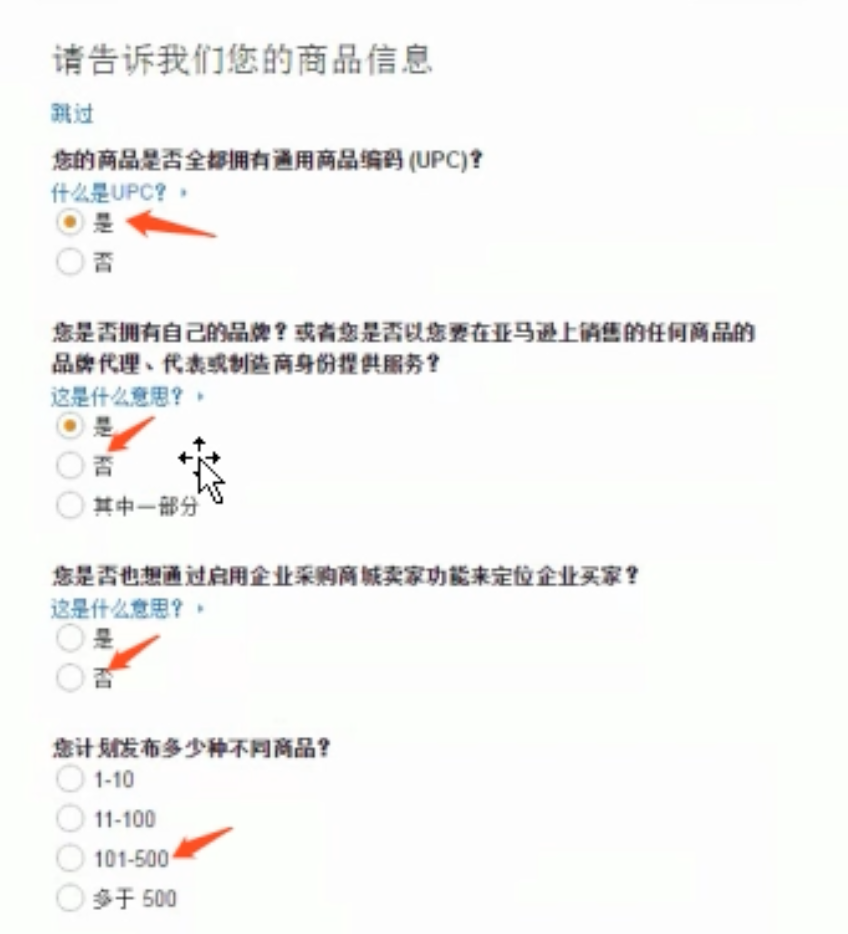 请告诉我们您的商品信息
跳过
您的商品是否全都拥有通用商品编码 (UPC)?
什么是UPC?
是
否
您是否拥有自己的品牌? 或者您是否以您要在亚马逊上销售的任何商品的
品牌代理、代表或制造商身份提供服务?
这是什么意思?
是
否
其中一部分
您是否也想通过启用企业采购商城卖家功能来定位企业买家?
这是什么意思?
是
否
您计划发布多少种不同商品?
1-10
11-100
101-500
多于 500